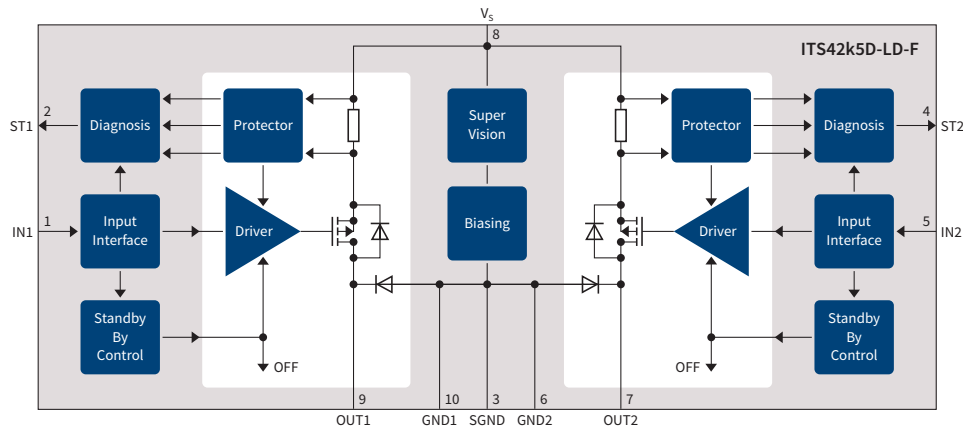 V_S
8
ITS42k5D-LD-F
2
ST1
Diagnosis
Protector
Super
Vision
Protector
Diagnosis
4
ST2
1
IN1
Input
Interface
Driver
Biasing
Driver
Input
Interface
5
IN2
Standby
By
Control
OFF
OFF
Standby
By
Control
9
10
3
6
7
OUT1
GND1
SGND
GND2
OUT2